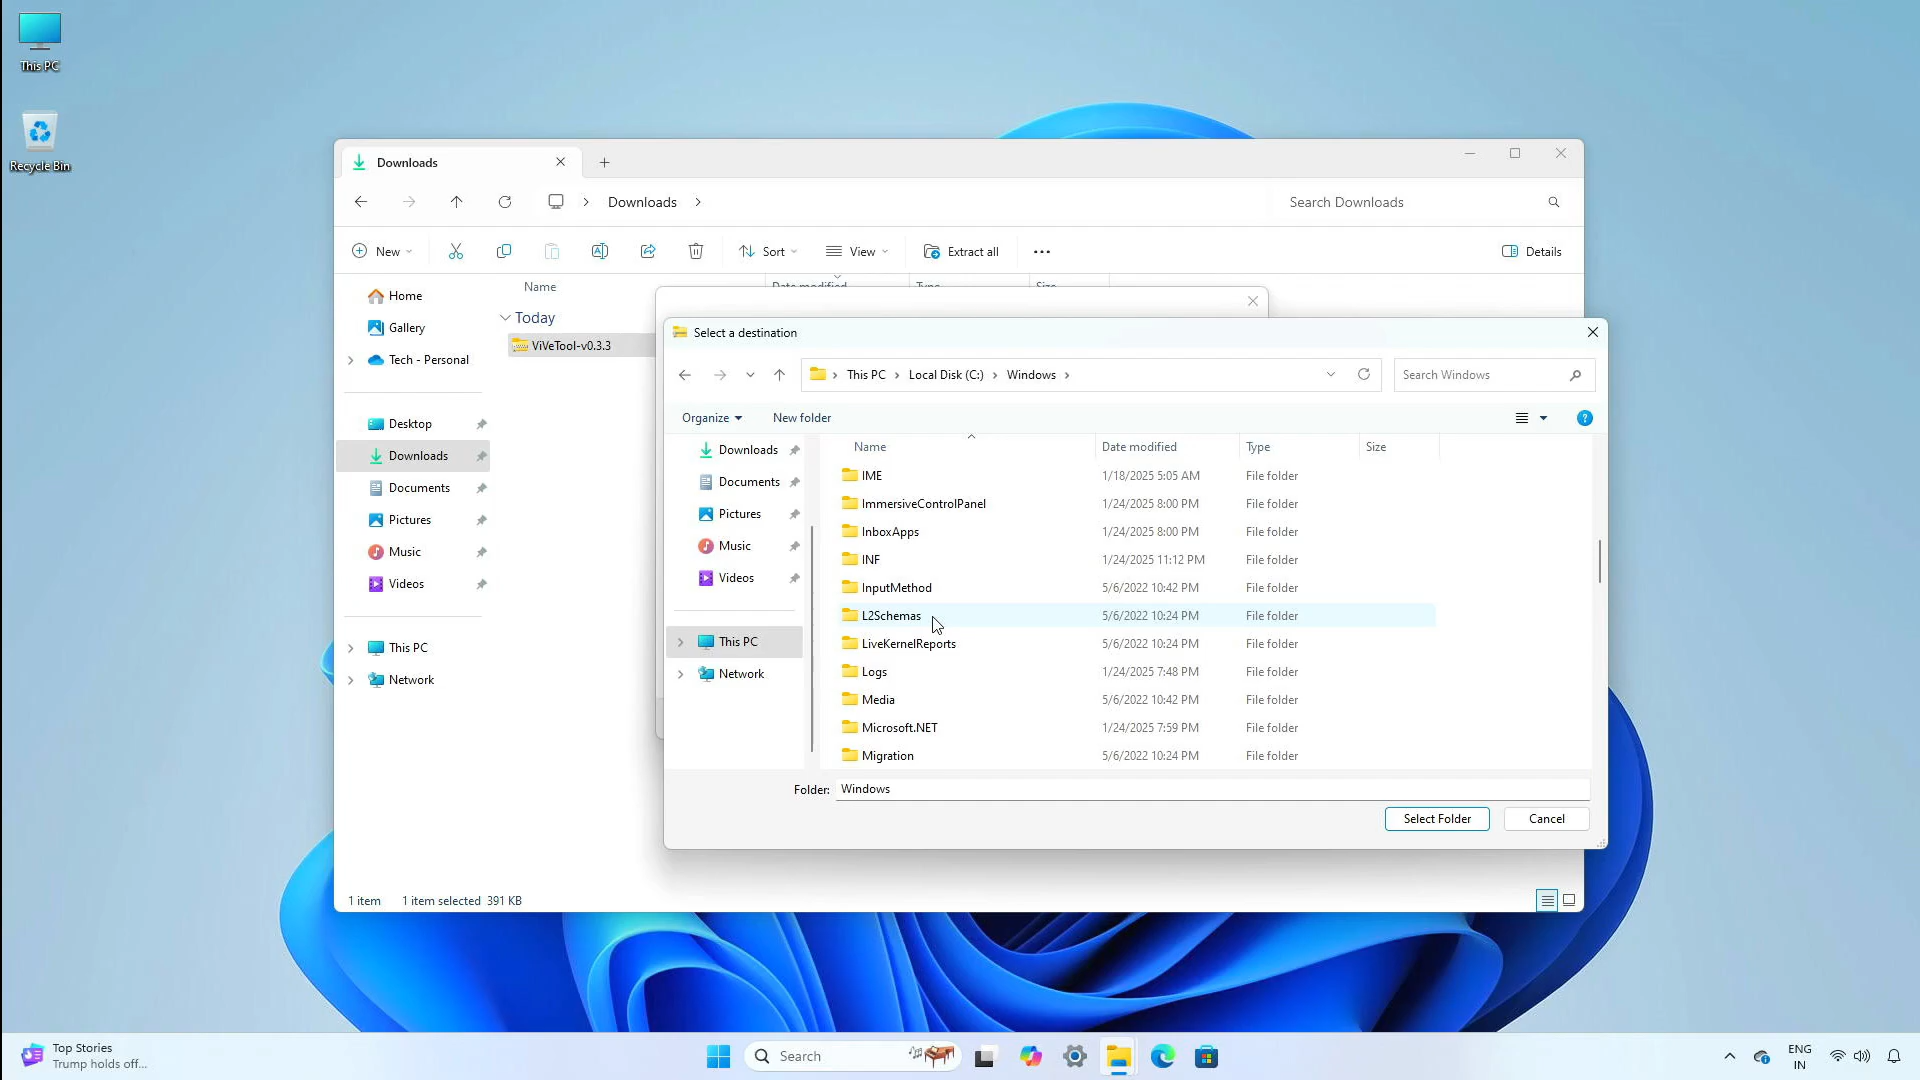 This PC
Recycle Bin
Downloads
Downloads
Search Downloads
New
Sort
View
Extract all
Details
Name
Date modified
Type
Size
Home
Gallery
Tech - Personal
Desktop
Downloads
Documents
Pictures
Music
Videos
This PC
Network
Today
ViVeTool-v0.3.3
1 item 1 item selected 391 KB
Select a destination
This PC Local Disk (C:) Windows
Search Windows
Organize New folder
Downloads
Documents
Pictures
Music
Videos
This PC
Network
Name Date modified Type Size
IME 1/18/2025 5:05 AM File folder
ImmersiveControlPanel 1/24/2025 8:00 PM File folder
InboxApps 1/24/2025 8:00 PM File folder
INF 1/24/2025 11:12 PM File folder
InputMethod 5/6/2022 10:42 PM File folder
L2Schemas 5/6/2022 10:24 PM File folder
LiveKernelReports 5/6/2022 10:24 PM File folder
Logs 1/24/2025 7:48 PM File folder
Media 5/6/2022 10:42 PM File folder
Microsoft.NET 1/24/2025 7:59 PM File folder
Migration 5/6/2022 10:24 PM File folder
Folder: Windows
Select Folder Cancel
Top Stories
Trump holds off...
Search
ENG
IN